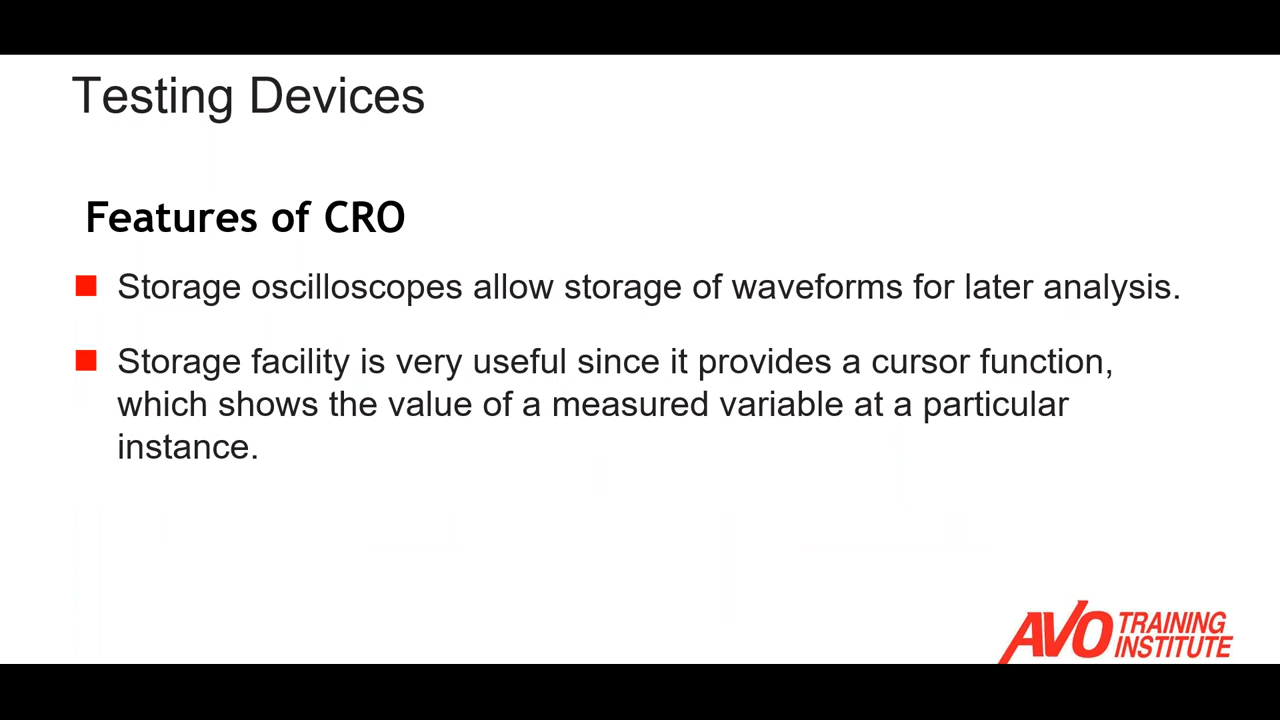 Testing Devices
Features of CRO
Storage oscilloscopes allow storage of waveforms for later analysis.
Storage facility is very useful since it provides a cursor function,
which shows the value of a measured variable at a particular
instance.
AVO TRAINING
INSTITUTE